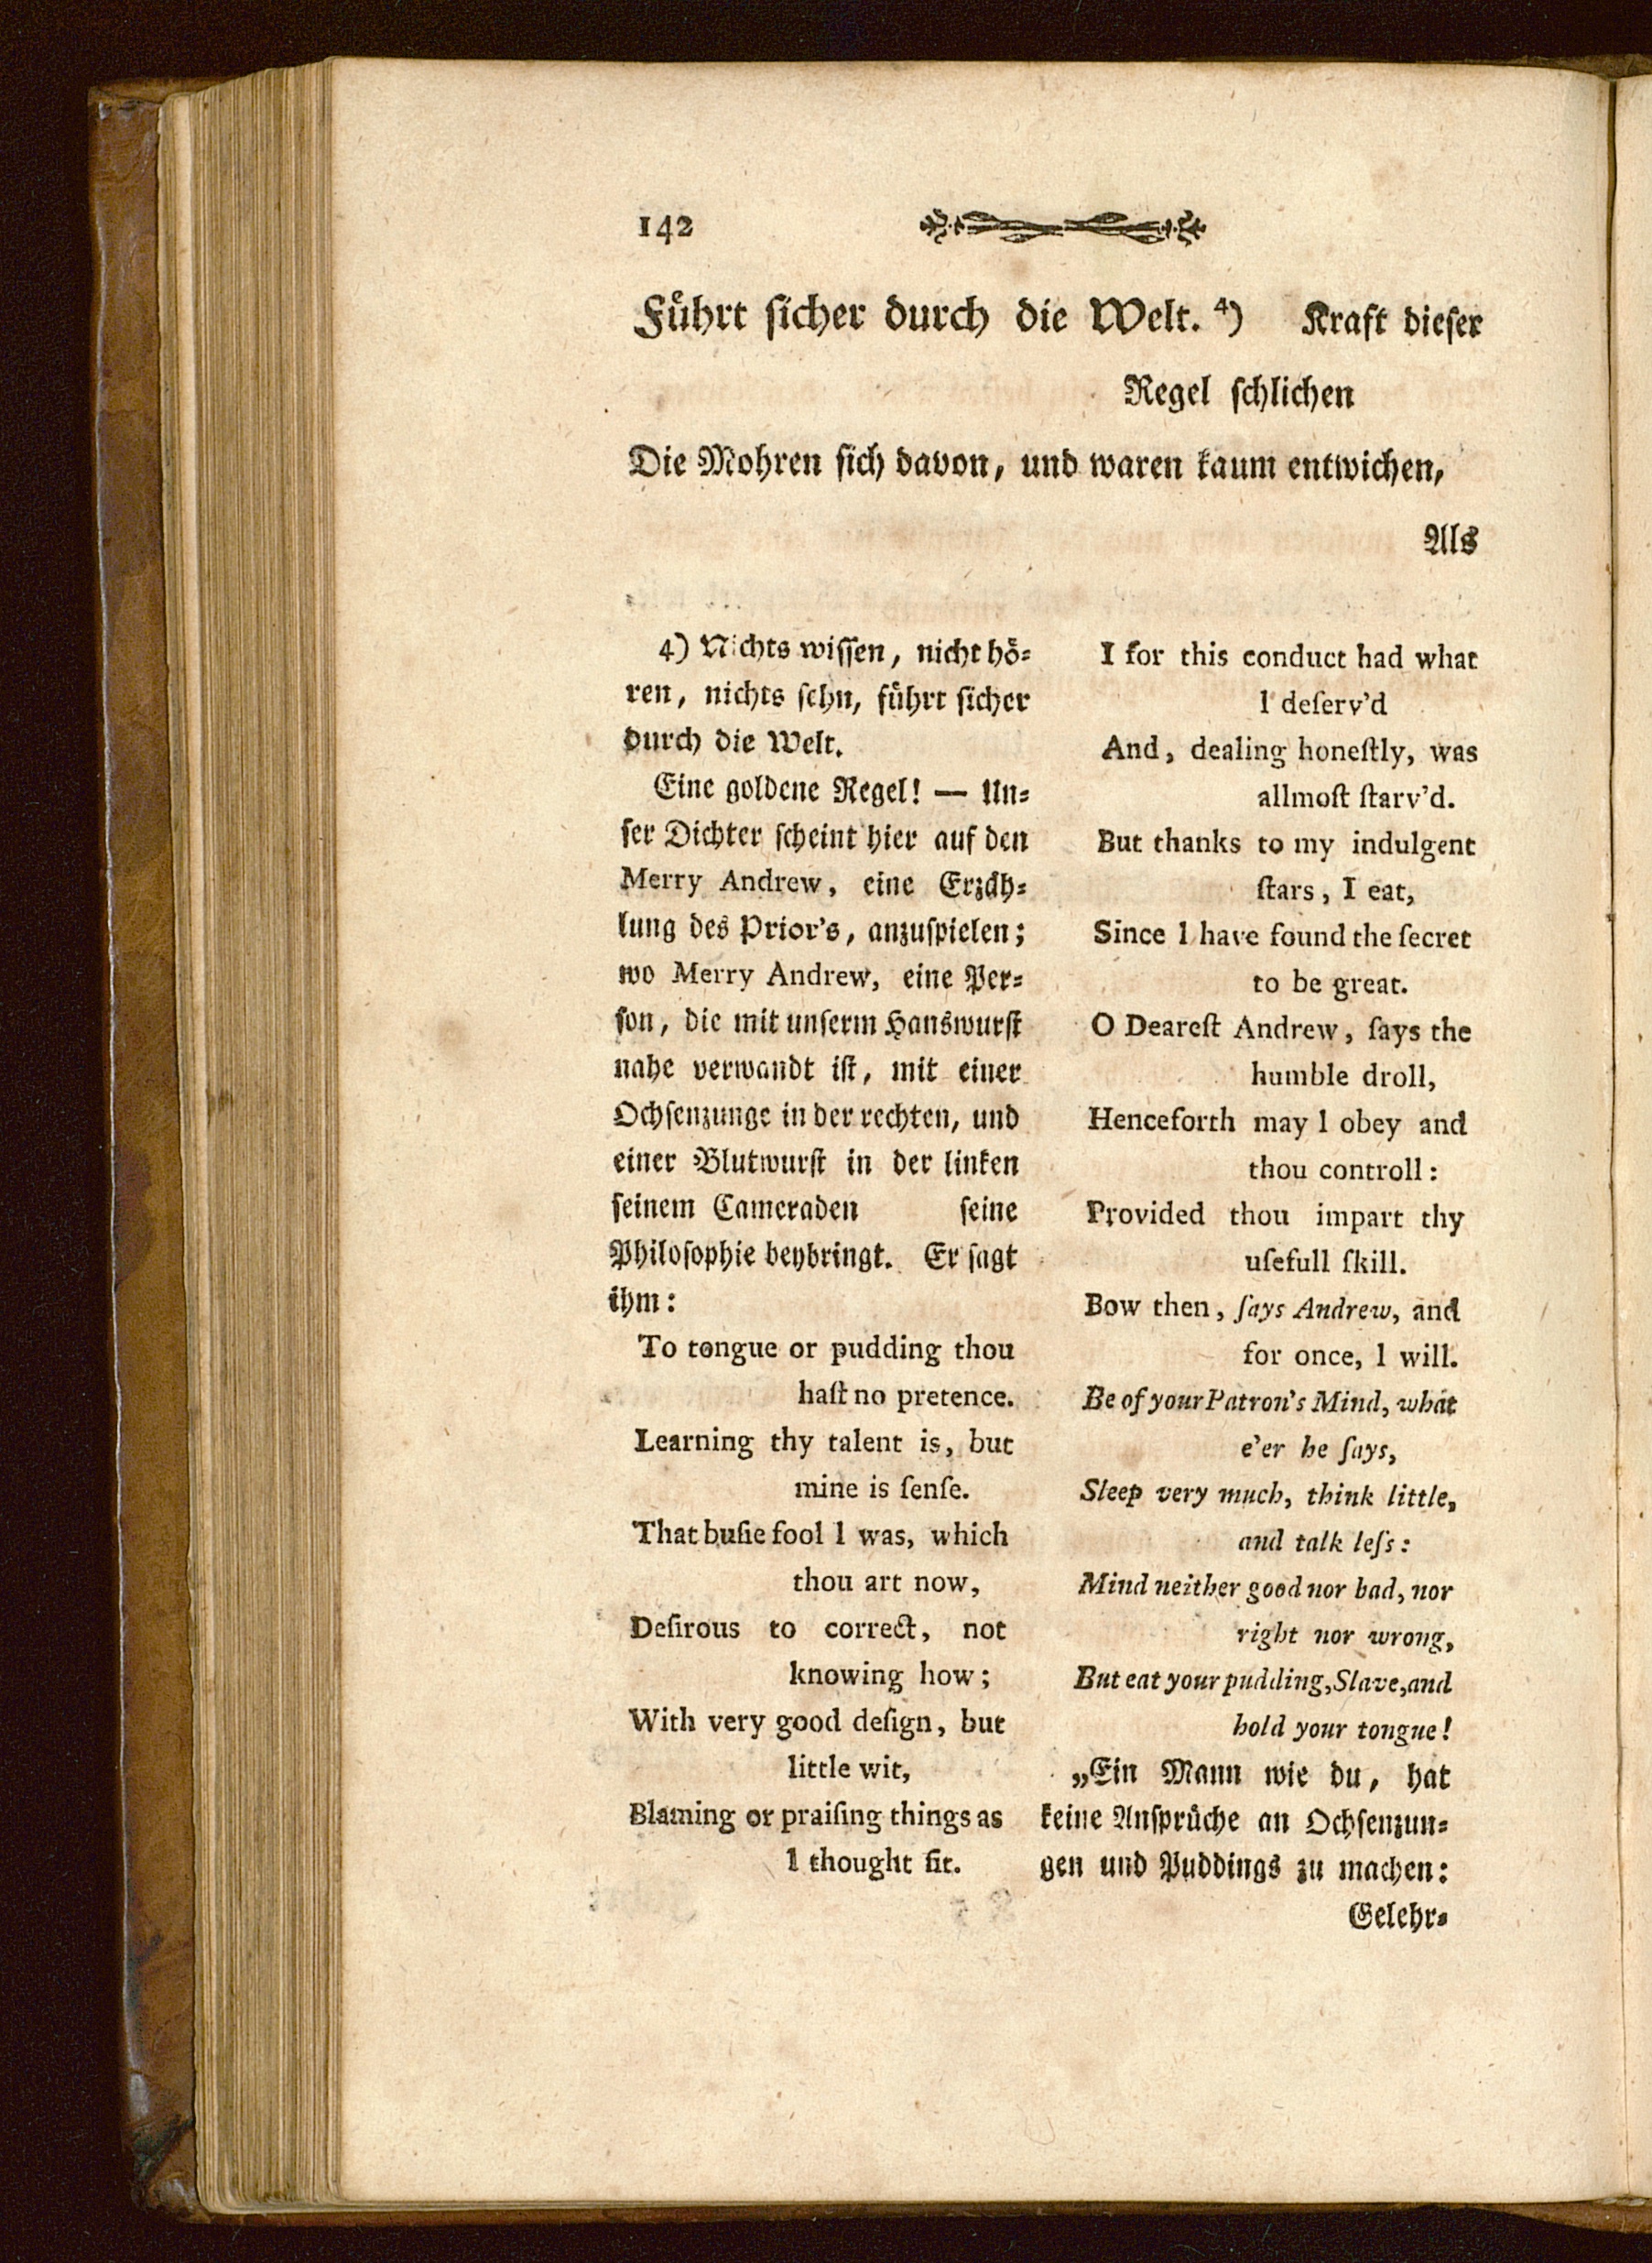 142
Fuͤhrt ſicher durch die Welt. 4) Kraft dieſer
Regel ſchlichen
Die Mohren ſich davon, und waren kaum entwichen,
Als
4) Nichts wiſſen, nicht hoͤ⸗
ren, nichts ſehn, fuͤhrt ſicher
durch die Welt.
Eine goldene Regel! — Un⸗
ſer Dichter ſcheint hier auf den
Merry Andrew, eine Erzaͤh⸗
lung des Prior's, anzuſpielen;
wo Merry Andrew, eine Per⸗
ſon, die mit unſerm Hanswurſt
nahe verwandt iſt, mit einer
Ochſenzunge in der rechten, und
einer Blutwurſt in der linken
ſeinem Cameraden ſeine
Philoſophie beybringt. Er ſagt
ihm:
To tongue or pudding thou
haſt no pretence.
Learning thy talent is, but
mine is ſenſe.
That buſie fool I was, which
thou art now,
Deſirous to correct, not
knowing how;
With very good deſign, but
little wit,
Blaming or praiſing things as
I thought fit.
I for this conduct had what
I deſerv'd
And, dealing honeſtly, was
allmoſt ſtarv'd.
But thanks to my indulgent
ſtars, I eat,
Since I have found the ſecret
to be great.
O Deareſt Andrew, ſays the
humble droll,
Henceforth may I obey and
thou controll:
Provided thou impart thy
uſefull ſkill.
Bow then, ſays Andrew, and
for once, I will.
Be of your Patron's Mind, what
e'er he ſays,
Sleep very much, think little,
and talk leſs:
Mind neither good nor bad, nor
right nor wrong,
But eat your pudding, Slave, and
hold your tongue!
„Ein Mann wie du, hat
keine Anſpruͤche an Ochſenzun⸗
gen und Puddings zu machen:
Gelehr⸗